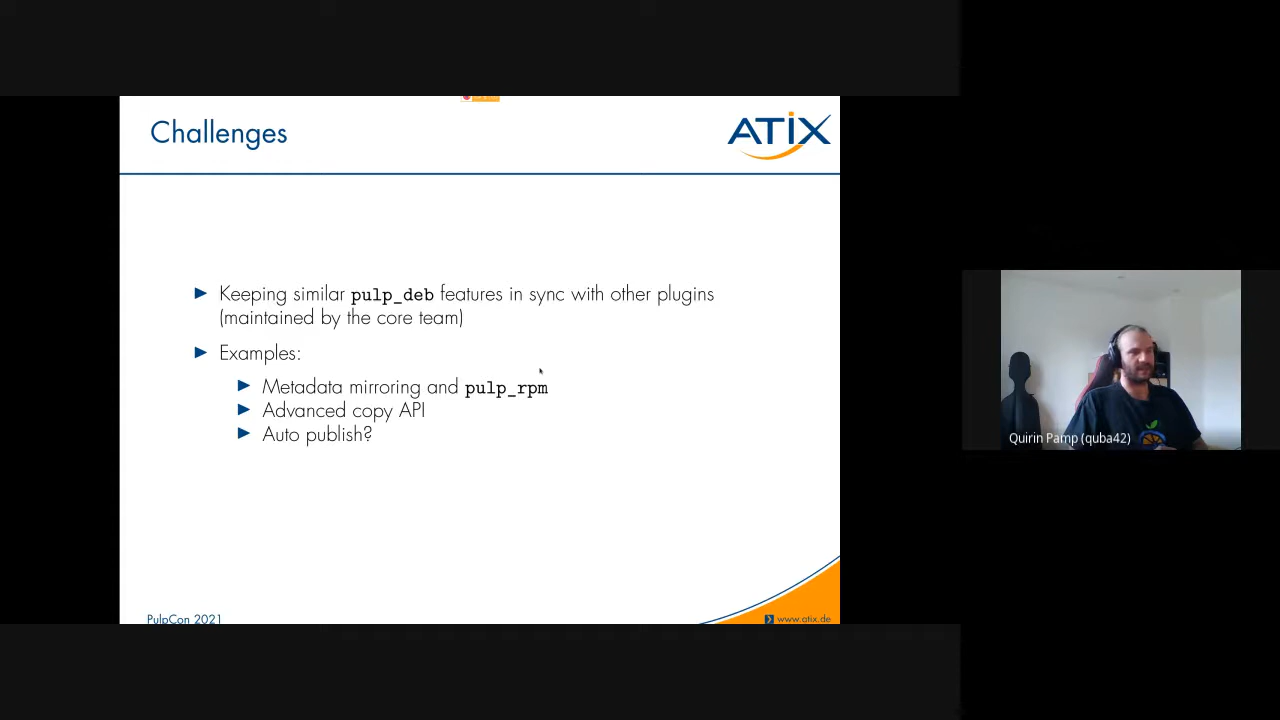 Challenges
ATIX
Keeping similar pulp_deb features in sync with other plugins
(maintained by the core team)
Examples:
Metadata mirroring and pulp_rpm
Advanced copy API
Auto publish?
Quirin Pamp (quba42)
PulpCon 2021
www.atix.de